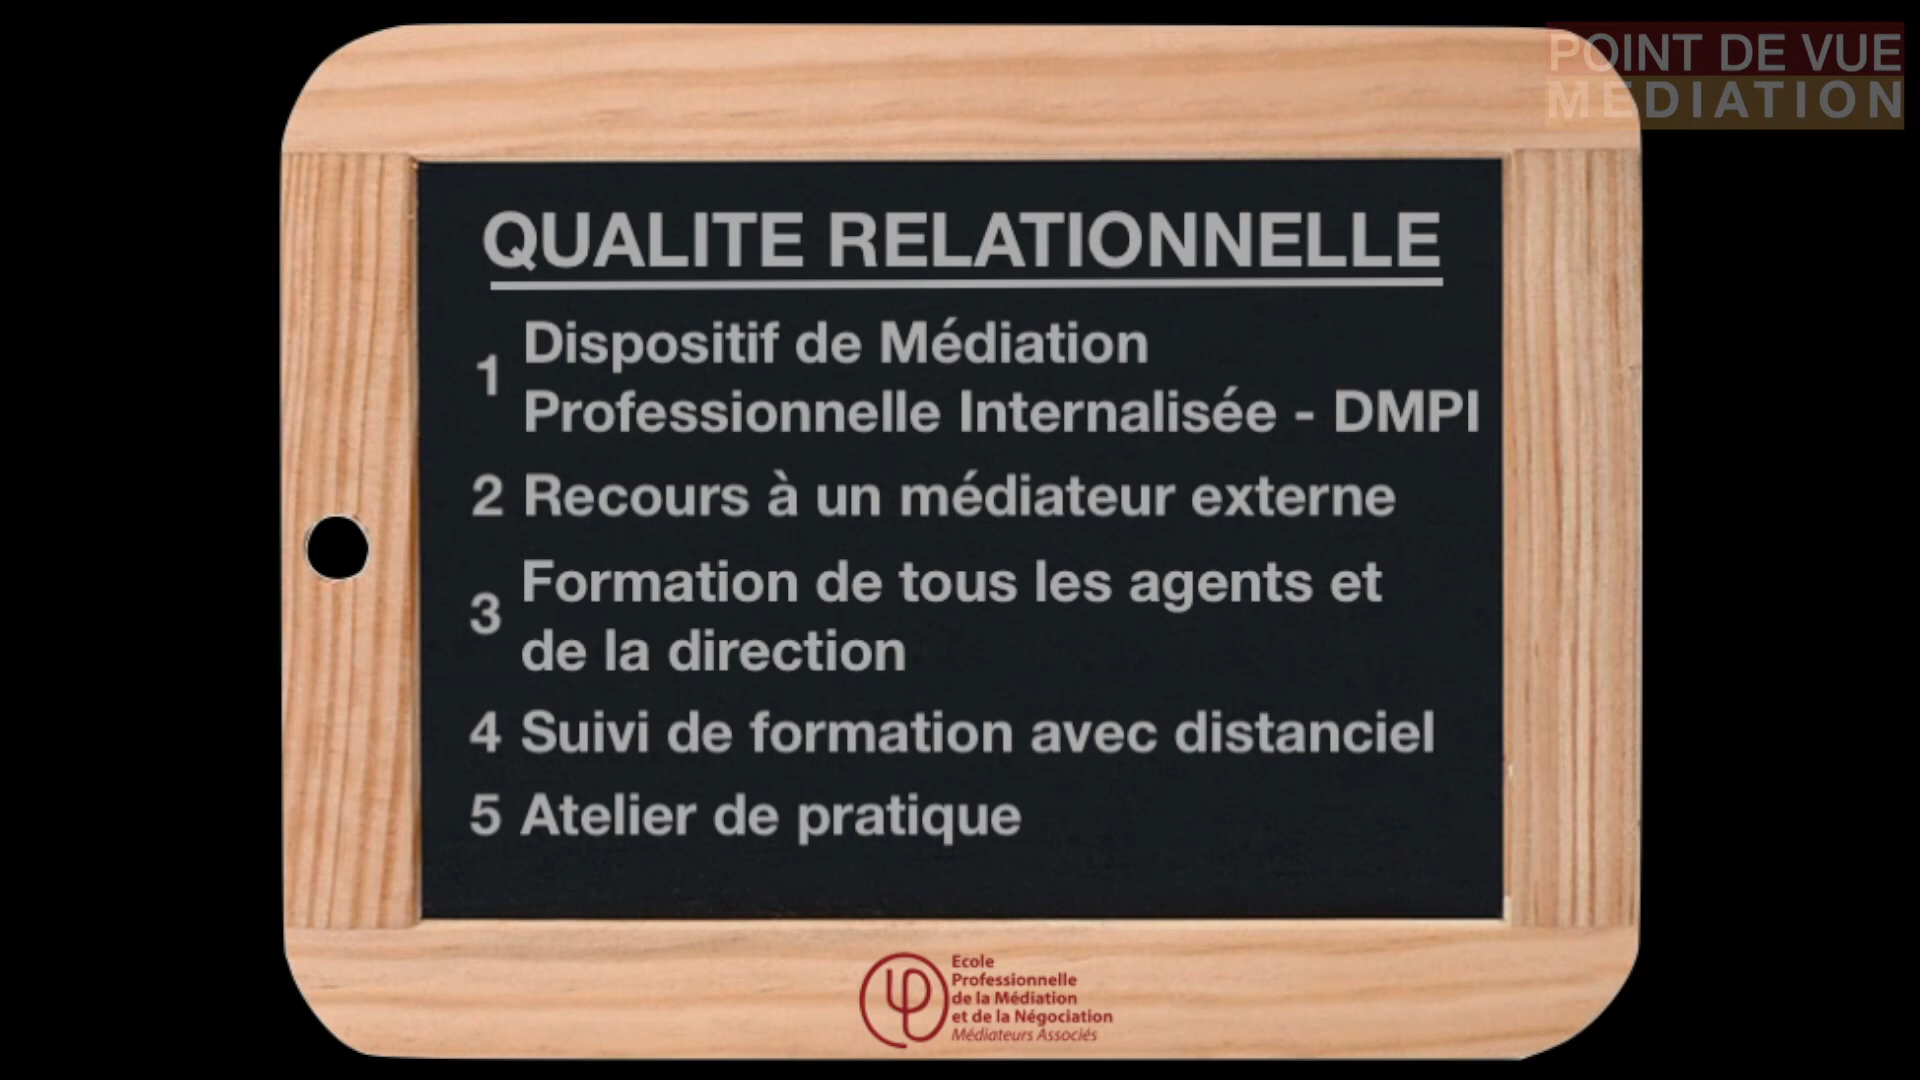 POINT DE VUE
MEDIATION
QUALITE RELATIONNELLE
1 Dispositif de Médiation
Professionnelle Internalisée - DMPI
2 Recours à un médiateur externe
3 Formation de tous les agents et
de la direction
4 Suivi de formation avec distanciel
5 Atelier de pratique
Ecole
Professionnelle
de la Médiation
et de la Négociation
Médiateurs Associés